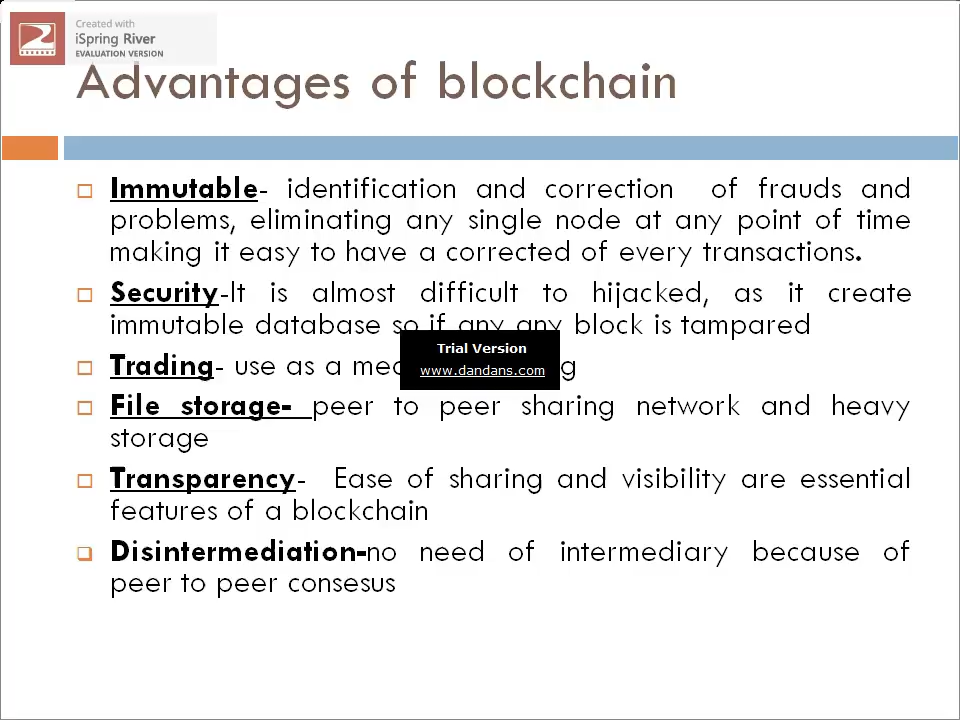 Created with
iSpring River
EVALUATION VERSION
Advantages of blockchain
Immutable- identification and correction of frauds and
problems, eliminating any single node at any point of time
making it easy to have a corrected of every transactions.
Security-It is almost difficult to hijacked, as it create
immutable database so if any any block is tampared
Trial Version
Trading- use as a
www.dandans.com
File storage- peer to peer sharing network and heavy
storage
Transparency- Ease of sharing and visibility are essential
features of a blockchain
Disintermediation-no need of intermediary because of
peer to peer consesus